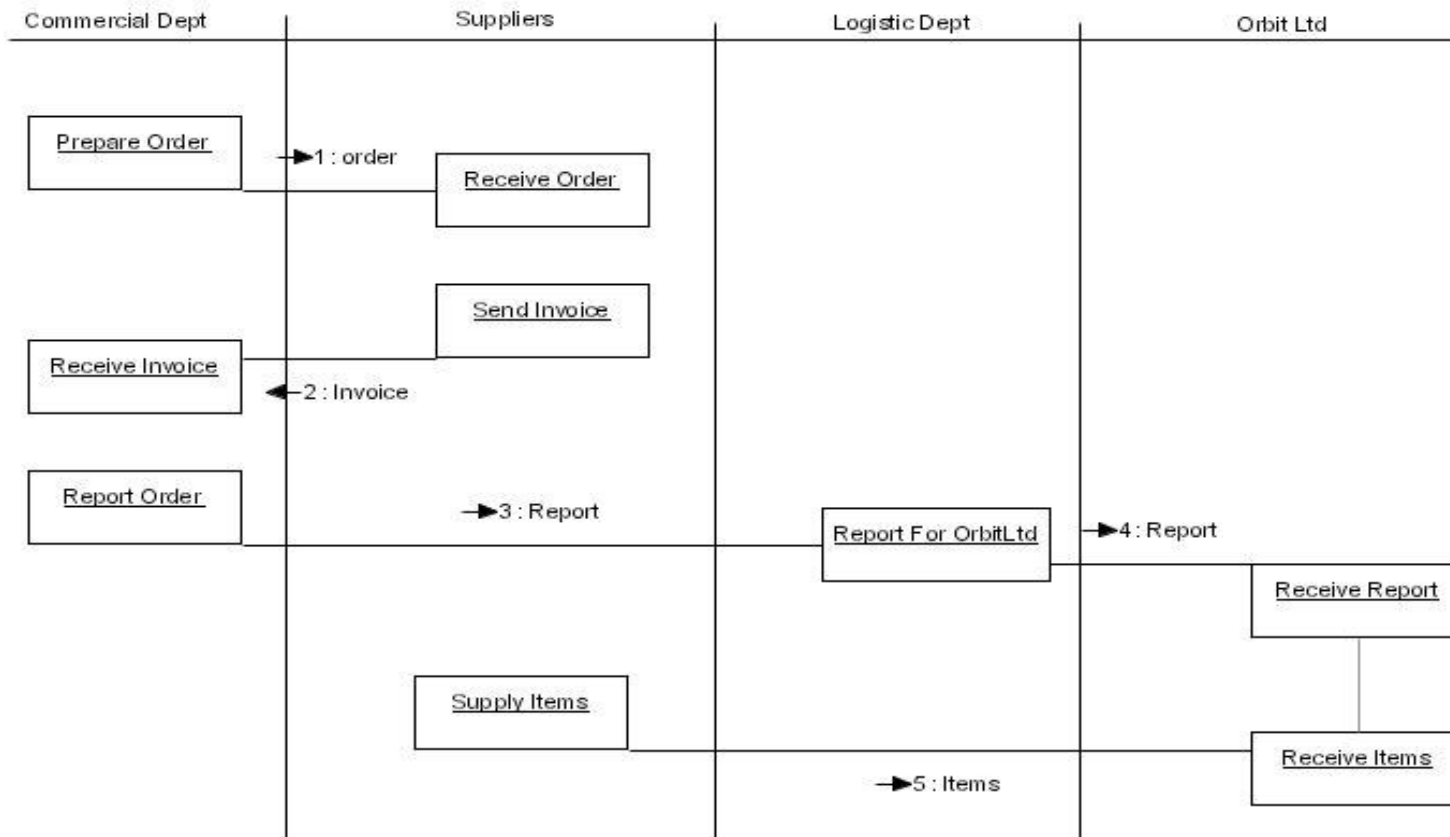 Commercial Dept
Suppliers
Logistic Dept
Orbit Ltd
Prepare Order
1 : order
Receive Order
Send Invoice
Receive Invoice
2 : Invoice
Report Order
3 : Report
Report For OrbitLtd
4 : Report
Receive Report
Supply Items
Receive Items
5 : Items